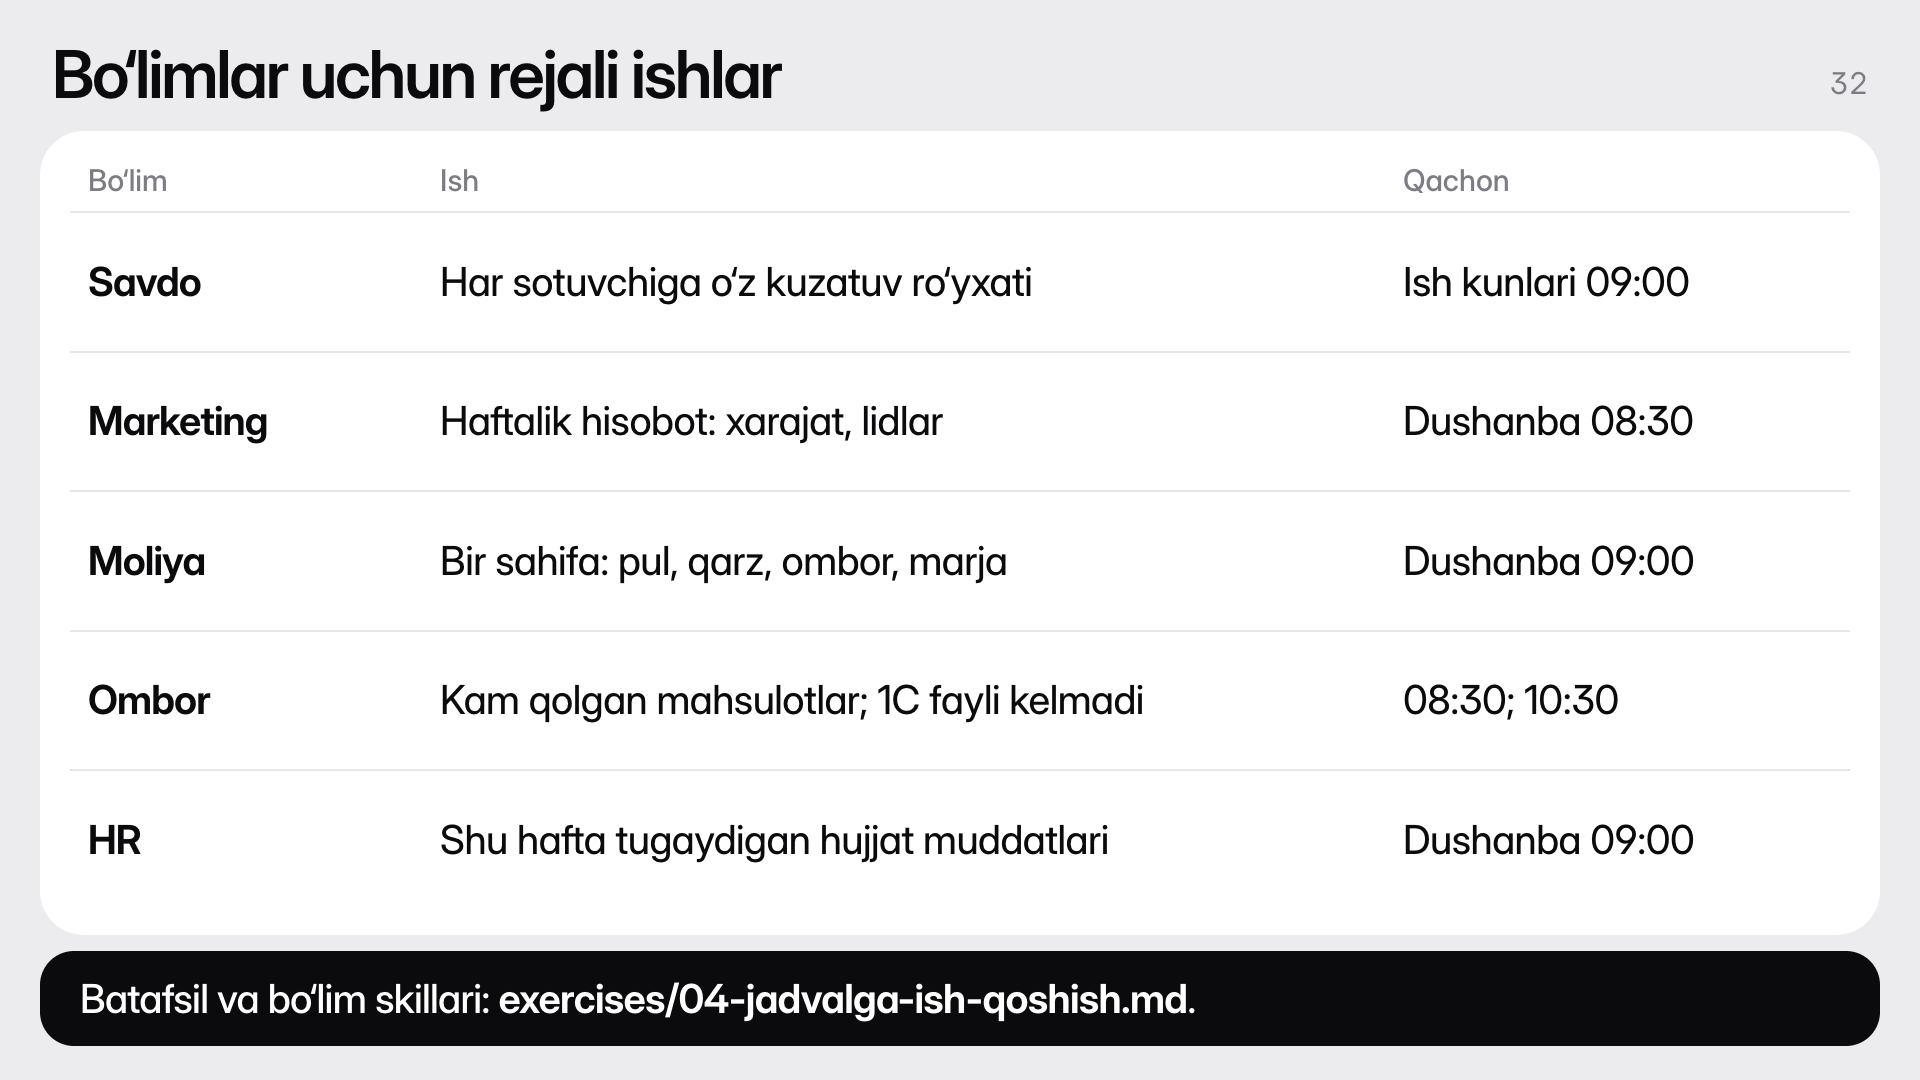 Bo‘limlar uchun rejali ishlar
32
Bo‘lim Ish Qachon
Savdo Har sotuvchiga o‘z kuzatuv ro‘yxati Ish kunlari 09:00
Marketing Haftalik hisobot: xarajat, lidlar Dushanba 08:30
Moliya Bir sahifa: pul, qarz, ombor, marja Dushanba 09:00
Ombor Kam qolgan mahsulotlar; 1C fayli kelmadi 08:30; 10:30
HR Shu hafta tugaydigan hujjat muddatlari Dushanba 09:00
Batafsil va bo‘lim skillari: exercises/04-jadvalga-ish-qoshish.md.